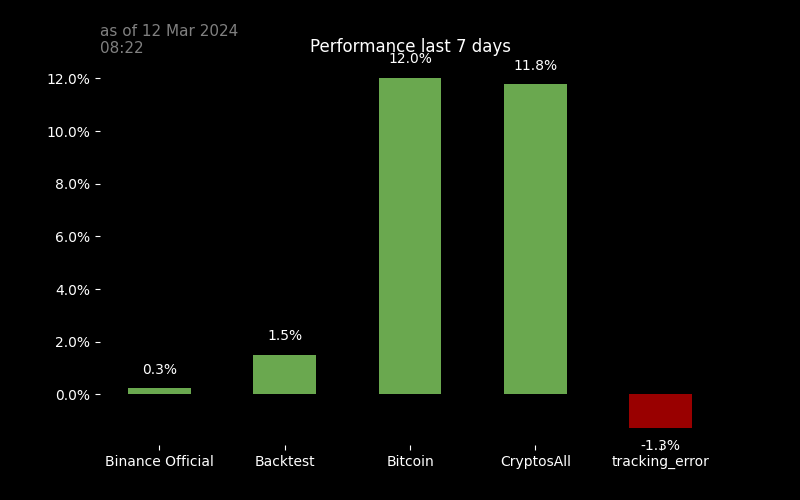 as of 12 Mar 2024
08:22
Performance last 7 days
12.0%
10.0%
8.0%
6.0%
4.0%
2.0%
0.0%
0.3%
1.5%
12.0%
11.8%
-1.3%
Binance Official
Backtest
Bitcoin
CryptosAll
tracking_error